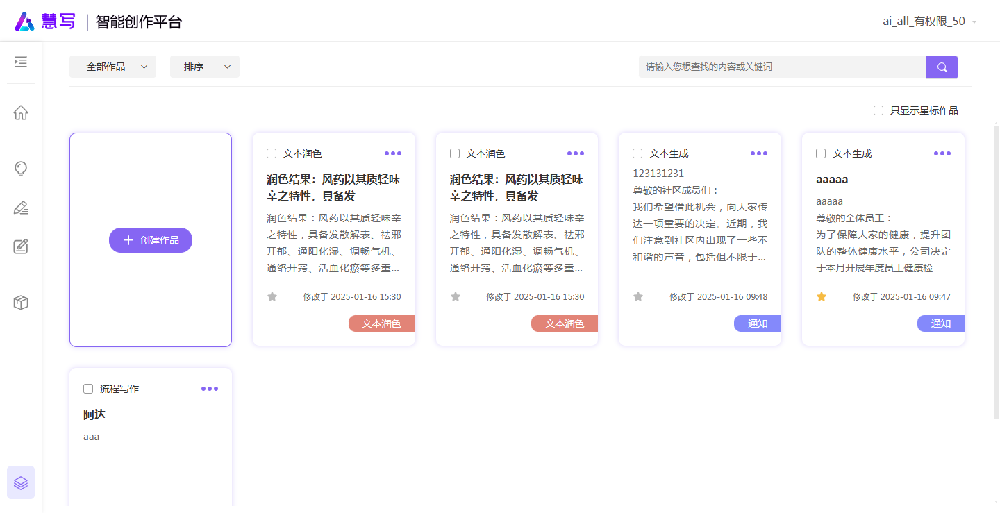 慧写 智能创作平台
ai_all_有权限_50
全部作品
排序
请输入您想查找的内容或关键词
只显示星标作品
创建作品
文本润色
润色结果：风药以其质轻味
辛之特性，具备发
润色结果：风药以其质轻味辛
之特性，具备发散解表、祛邪
开郁、通阳化湿、调畅气机、
通络开窍、活血化瘀等多重...
修改于 2025-01-16 15:30
文本润色
文本润色
润色结果：风药以其质轻味
辛之特性，具备发
润色结果：风药以其质轻味辛
之特性，具备发散解表、祛邪
开郁、通阳化湿、调畅气机、
通络开窍、活血化瘀等多重...
修改于 2025-01-16 15:30
文本润色
文本生成
123131231
尊敬的社区成员们：
我们希望借此机会，向大家传
达一项重要的决定。近期，我
们注意到社区内出现了一些不
和谐的声音，包括但不限于...
修改于 2025-01-16 09:48
通知
文本生成
aaaaa
aaaaa
尊敬的全体员工：
为了保障大家的健康，提升团
队的整体健康水平，公司决定
于本月开展年度员工健康检
修改于 2025-01-16 09:47
通知
流程写作
阿达
aaa